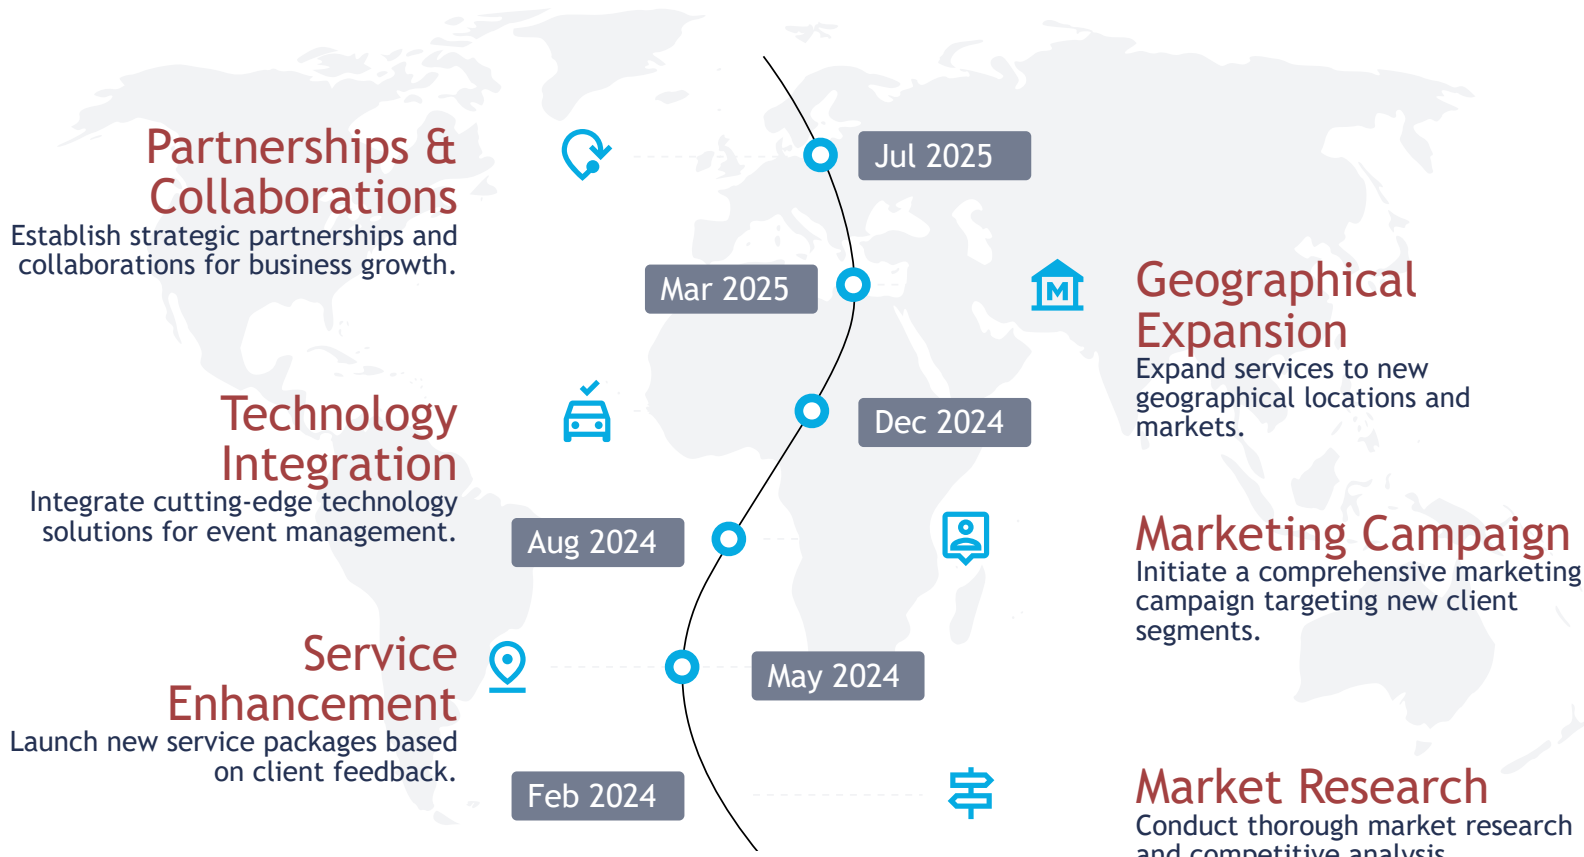 Partnerships &
Collaborations
Establish strategic partnerships and
collaborations for business growth.
Jul 2025
Mar 2025
Geographical
Expansion
Expand services to new
geographical locations and
markets.
Technology
Integration
Integrate cutting-edge technology
solutions for event management.
Dec 2024
Aug 2024
Marketing Campaign
Initiate a comprehensive marketing
campaign targeting new client
segments.
Service
Enhancement
Launch new service packages based
on client feedback.
May 2024
Feb 2024
Market Research
Conduct thorough market research
and competitive analysis
M